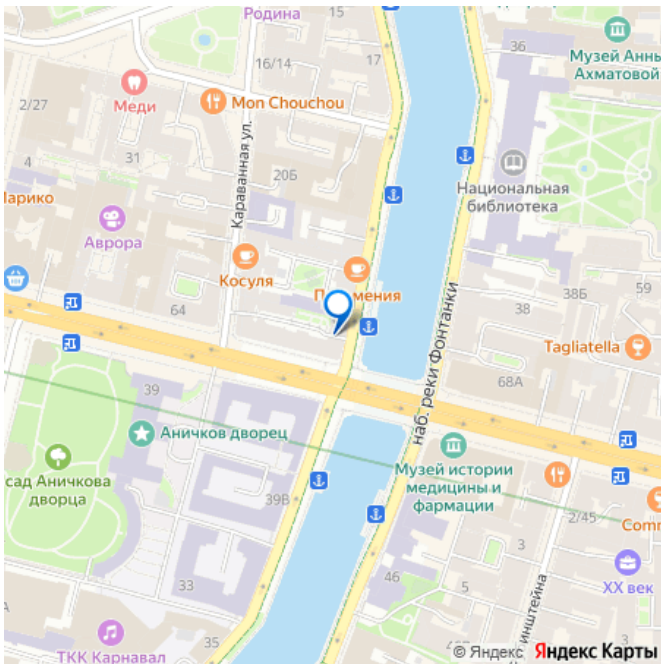 Родина
17
16/14
36
Музей Анны
Ахматовой
Меди
Mon Chouchou
2/27
Караванная ул.
31
4
20Б
Национальная
библиотека
Марико
Аврора
Косуля
64
38
38Б
Tagliatella
68А
наб. реки Фонтанки
39
Аничков дворец
сад Аничкова
дворца
39В
Музей истории
медицины и
фармации
2/45
3
5
XX век
33
46
35
ТКК Карнавал
© Яндекс Яндекс Карты